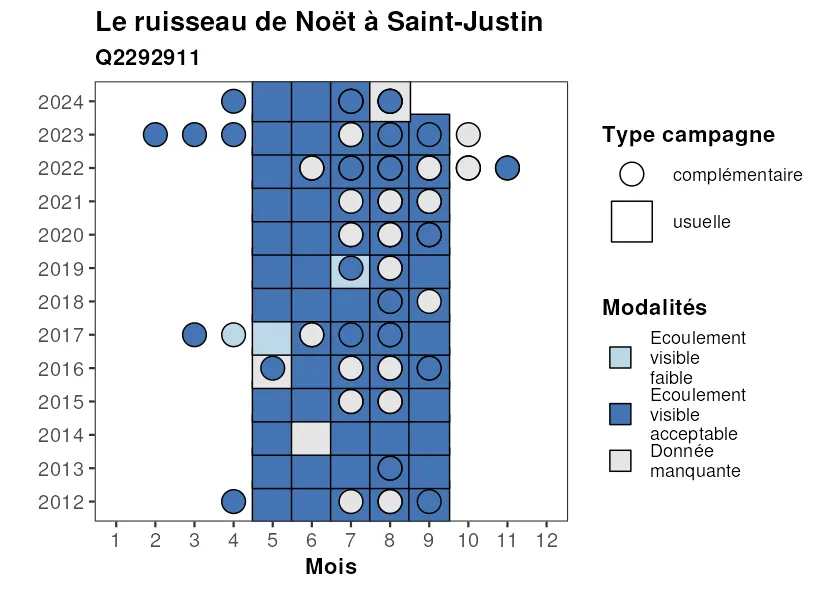 Le ruisseau de Noët à Saint-Justin
Q2292911
2024
2023
2022
2021
2020
2019
2018
2017
2016
2015
2014
2013
2012
1 2 3 4 5 6 7 8 9 10 11 12
Mois
Type campagne
complémentaire
usuelle
Modalités
Ecoulement
visible
faible
Ecoulement
visible
acceptable
Donnée
manquante